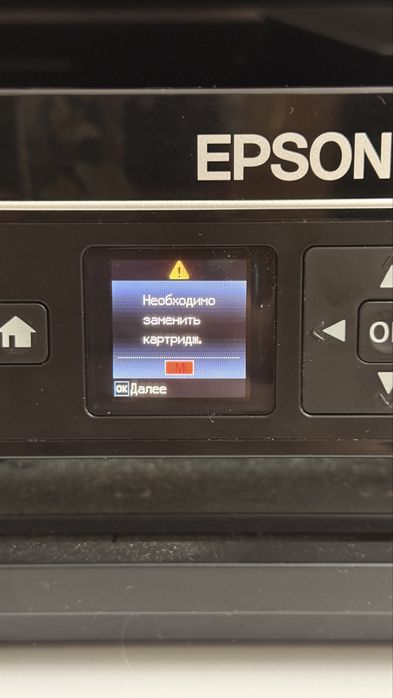 EPSON
Необходимо
заменить
картридж.
M
OK Далее